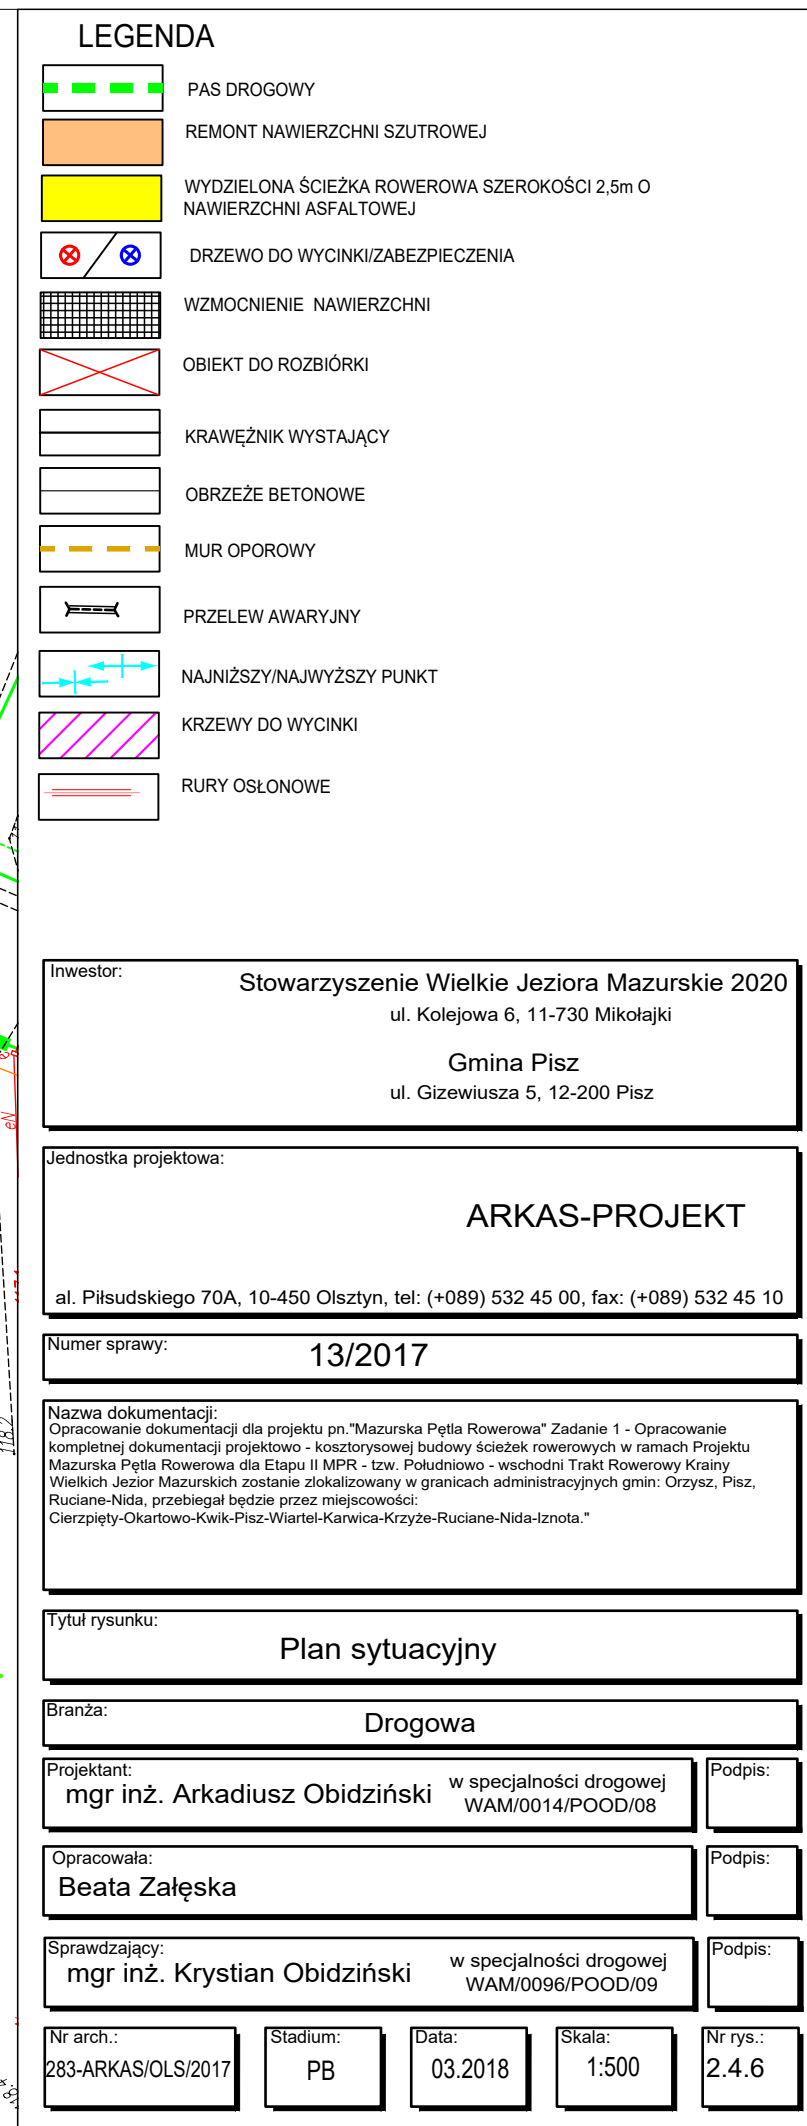 LEGENDA
PAS DROGOWY
REMONT NAWIERZCHNI SZUTROWEJ
WYDZIELONA ŚCIEŻKA ROWEROWA SZEROKOŚCI 2,5m O
NAWIERZCHNI ASFALTOWEJ
DRZEWO DO WYCINKI/ZABEZPIECZENIA
WZMOCNIENIE NAWIERZCHNI
OBIEKT DO ROZBIÓRKI
KRAWĘŻNIK WYSTAJĄCY
OBRZEŻE BETONOWE
MUR OPOROWY
PRZELEW AWARYJNY
NAJNIŻSZY/NAJWYŻSZY PUNKT
KRZEWY DO WYCINKI
RURY OSŁONOWE
eN
118.2
Inwestor:
Stowarzyszenie Wielkie Jeziora Mazurskie 2020
ul. Kolejowa 6, 11-730 Mikołajki
Gmina Pisz
ul. Gizewiusza 5, 12-200 Pisz
Jednostka projektowa:
ARKAS-PROJEKT
al. Piłsudskiego 70A, 10-450 Olsztyn, tel: (+089) 532 45 00, fax: (+089) 532 45 10
Numer sprawy:
13/2017
Nazwa dokumentacji:
Opracowanie dokumentacji dla projektu pn."Mazurska Pętla Rowerowa" Zadanie 1 - Opracowanie
kompletnej dokumentacji projektowo - kosztorysowej budowy ścieżek rowerowych w ramach Projektu
Mazurska Pętla Rowerowa dla Etapu II MPR - tzw. Południowo - wschodni Trakt Rowerowy Krainy
Wielkich Jezior Mazurskich zostanie zlokalizowany w granicach administracyjnych gmin: Orzysz, Pisz,
Ruciane-Nida, przebiegał będzie przez miejscowości:
Cierzpięty-Okartowo-Kwik-Pisz-Wiartel-Karwica-Krzyże-Ruciane-Nida-Iznota."
Tytuł rysunku:
Plan sytuacyjny
Branża:
Drogowa
Projektant:
mgr inż. Arkadiusz Obidziński
w specjalności drogowej
WAM/0014/POOD/08
Podpis:
Opracowała:
Beata Załęska
Podpis:
Sprawdzający:
mgr inż. Krystian Obidziński
w specjalności drogowej
WAM/0096/POOD/09
Podpis:
Nr arch.:
283-ARKAS/OLS/2017
Stadium:
PB
Data:
03.2018
Skala:
1:500
Nr rys.:
2.4.6